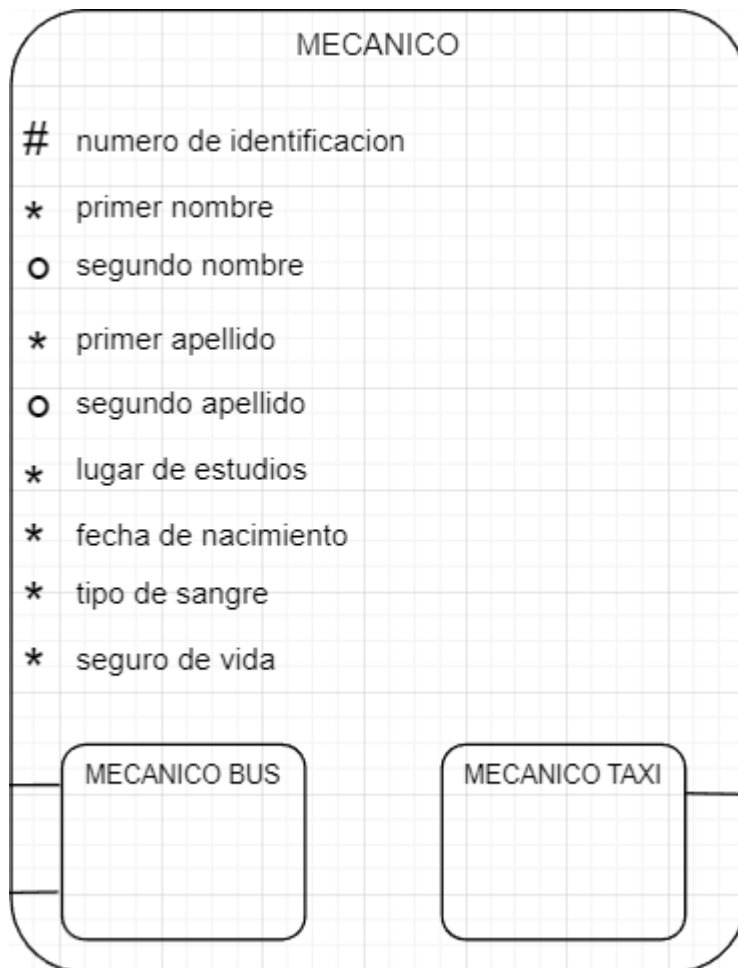 MECANICO
# numero de identificacion
* primer nombre
o segundo nombre
* primer apellido
o segundo apellido
* lugar de estudios
* fecha de nacimiento
* tipo de sangre
* seguro de vida
MECANICO BUS
MECANICO TAXI